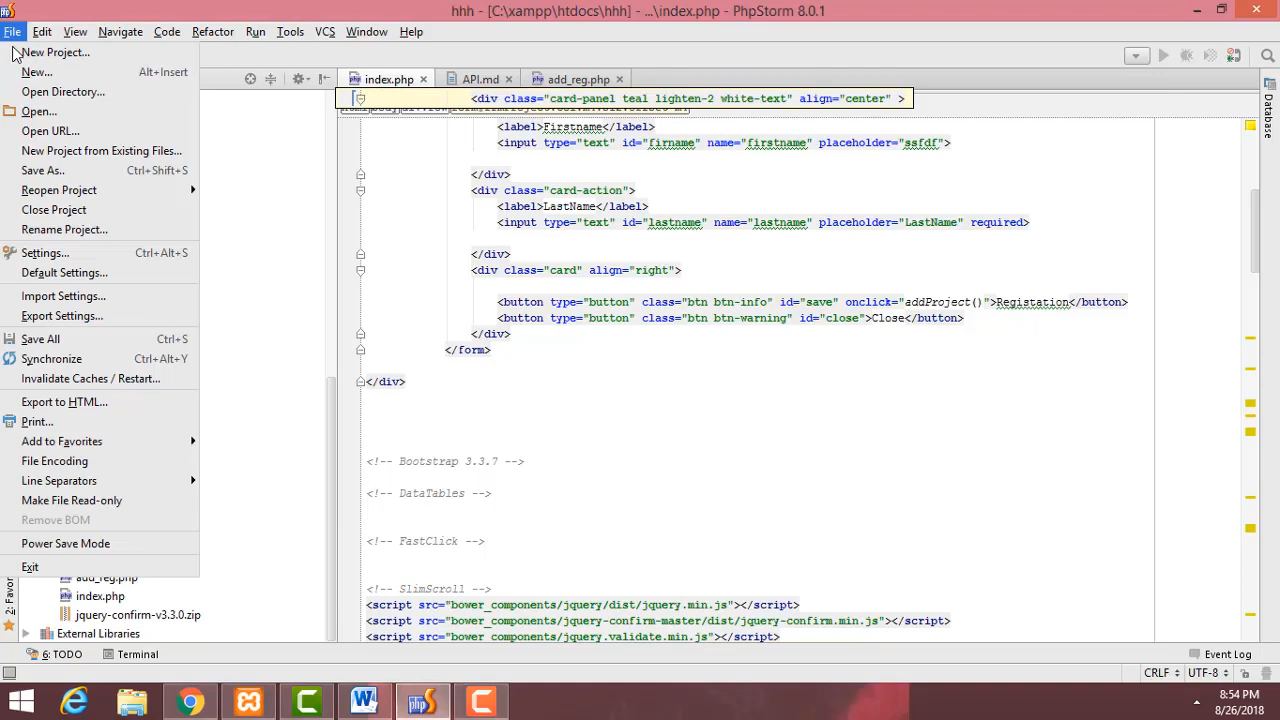 hhh - [C:\xampp\htdocs\hhh] - ...\index.php - PhpStorm 8.0.1
File Edit View Navigate Code Refactor Run Tools VCS Window Help
New Project...
New... Alt+Insert
Open Directory...
Open...
Open URL...
New Project from Existing Files...
Save As.. Ctrl+Shift+S
Reopen Project
Close Project
Rename Project...
Settings... Ctrl+Alt+S
Default Settings...
Import Settings...
Export Settings...
Save All Ctrl+S
Synchronize Ctrl+Alt+Y
Invalidate Caches / Restart...
Export to HTML...
Print...
Add to Favorites
File Encoding
Line Separators
Make File Read-only
Remove BOM
Power Save Mode
Exit
add_reg.php
index.php
jquery-confirm-v3.3.0.zip
External Libraries
2: Favor
index.php API.md add_reg.php
<div class="card-panel teal lighten-2 white-text" align="center" >
<label>Firstname</label>
<input type="text" id="firname" name="firstname" placeholder="ssfdf">
</div>
<div class="card-action">
<label>LastName</label>
<input type="text" id="lastname" name="lastname" placeholder="LastName" required>
</div>
<div class="card" align="right">
<button type="button" class="btn btn-info" id="save" onclick="addProject()">Registation</button>
<button type="button" class="btn btn-warning" id="close">Close</button>
</div>
</form>
</div>
<!-- Bootstrap 3.3.7 -->
<!-- DataTables -->
<!-- FastClick -->
<!-- SlimScroll -->
<script src="bower_components/jquery/dist/jquery.min.js"></script>
<script src="bower_components/jquery-confirm-master/dist/jquery-confirm.min.js"></script>
<script src="bower_components/jquery.validate.min.js"></script>
Database
6: TODO Terminal Event Log
CRLF UTF-8
8:54 PM
8/26/2018